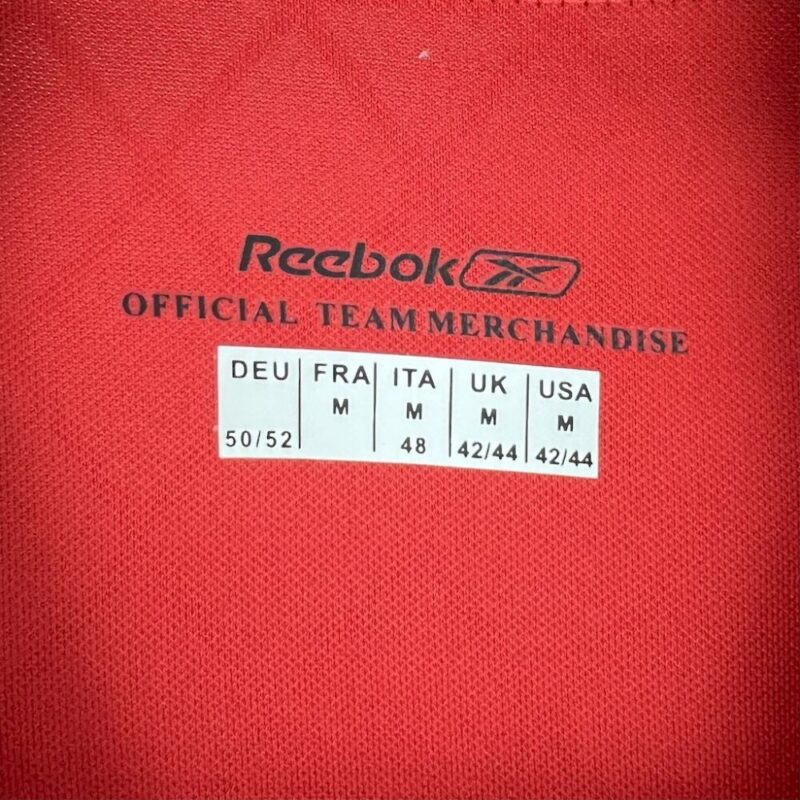 Reebok
OFFICIAL TEAM MERCHANDISE
DEU FRA ITA UK USA
M M M M
50/52 48 42/44 42/44